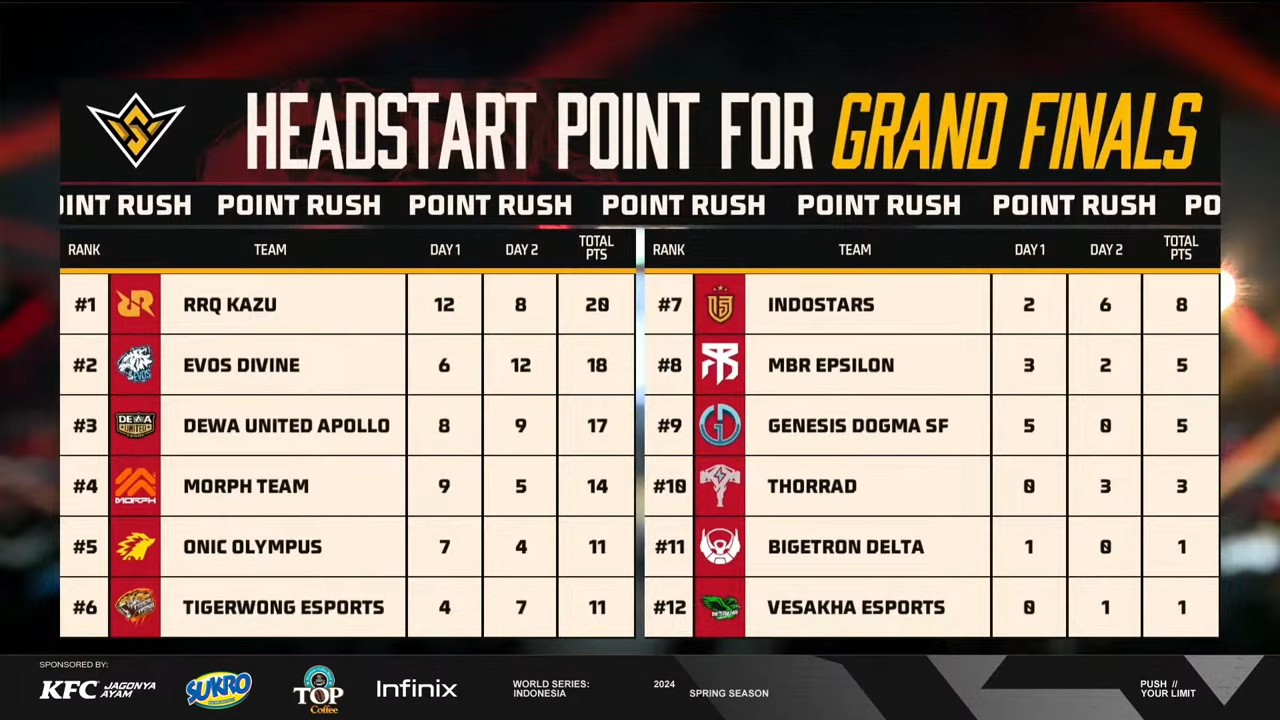 HEADSTART POINT FOR GRAND FINALS
OINT RUSH POINT RUSH POINT RUSH POINT RUSH POINT RUSH POINT RUSH PO
RANK TEAM DAY 1 DAY 2 TOTAL PTS
#1 RRQ KAZU 12 8 20
#2 EVOS DIVINE 6 12 18
#3 DEWA UNITED APOLLO 8 9 17
#4 MORPH TEAM 9 5 14
#5 ONIC OLYMPUS 7 4 11
#6 TIGERWONG ESPORTS 4 7 11
RANK TEAM DAY 1 DAY 2 TOTAL PTS
#7 INDOSTARS 2 6 8
#8 MBR EPSILON 3 2 5
#9 GENESIS DOGMA SF 5 0 5
#10 THORRAD 0 3 3
#11 BIGETRON DELTA 1 0 1
#12 VESAKHA ESPORTS 0 1 1
EVOS
DEWA
UNITED
MORPH
SPONSORED BY:
KFC JAGONYA AYAM
SUKRO
TOP
Coffee
Infinix
WORLD SERIES:
INDONESIA
2024
SPRING SEASON
PUSH //
YOUR LIMIT